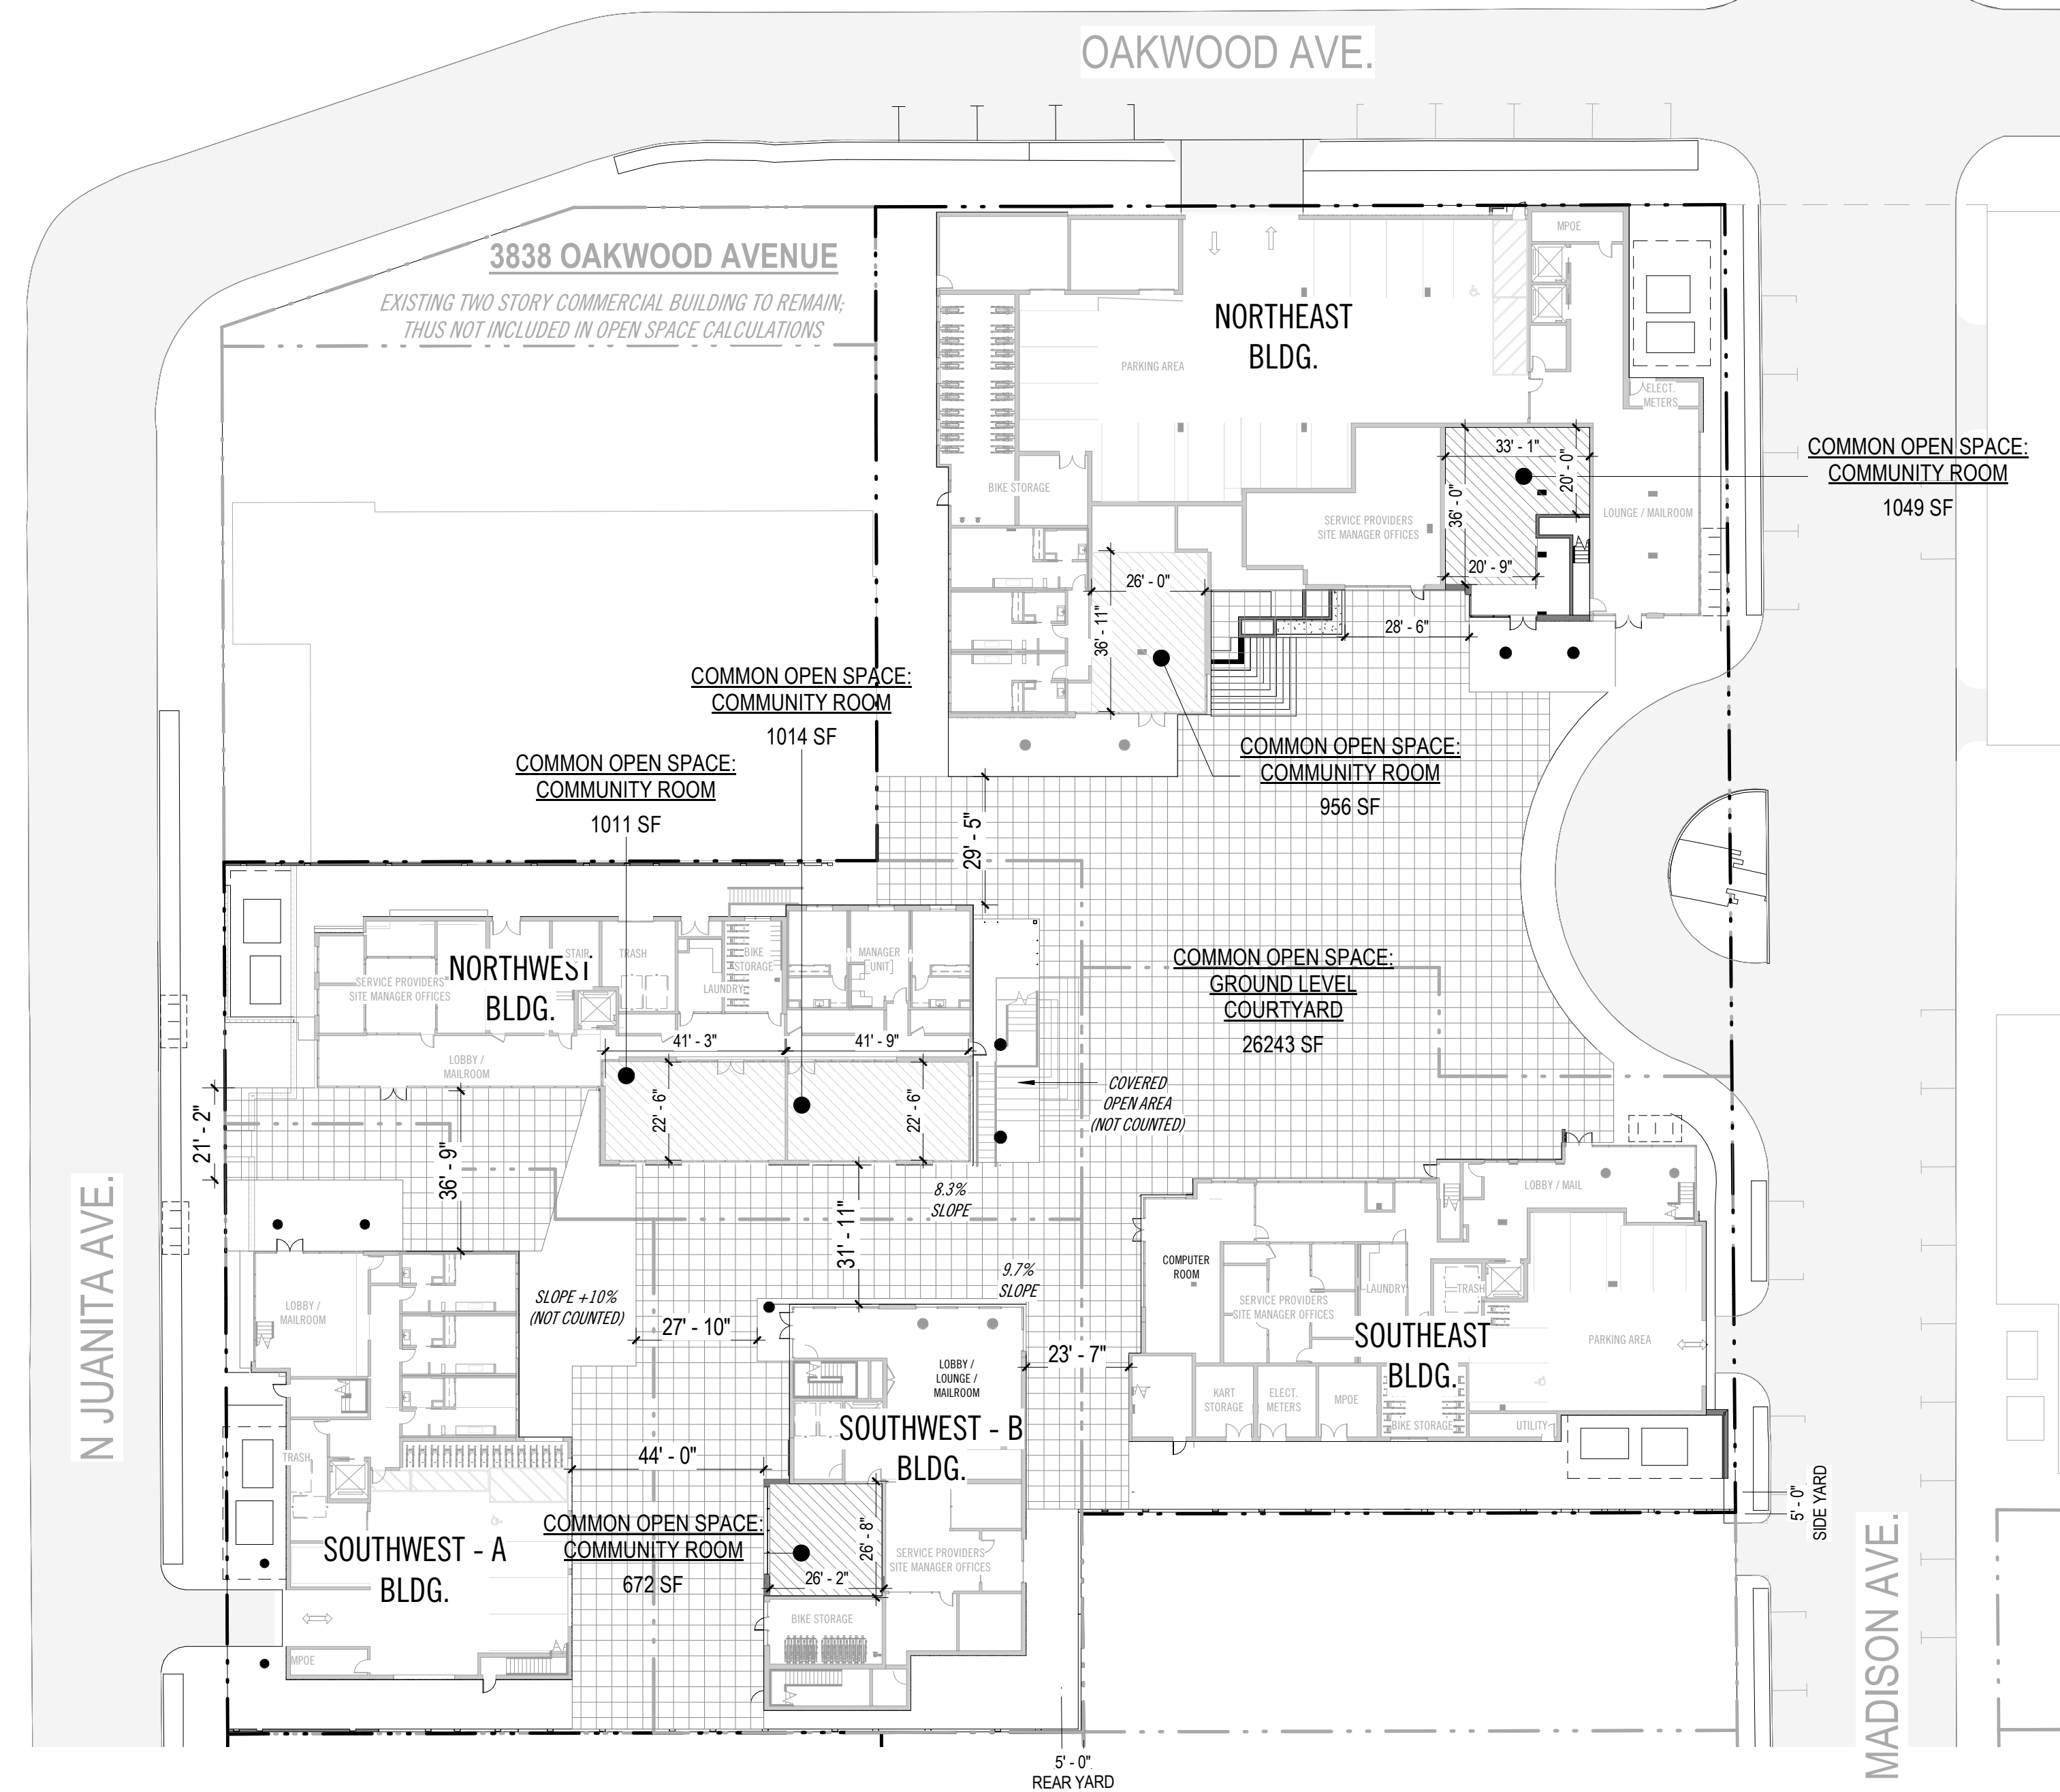 OAKWOOD AVE.
3838 OAKWOOD AVENUE
EXISTING TWO STORY COMMERCIAL BUILDING TO REMAIN;
THUS NOT INCLUDED IN OPEN SPACE CALCULATIONS
MPOE
NORTHEAST
BLDG.
PARKING AREA
ELECT.
METERS
33' - 1"
20' - 0"
36' - 0"
20' - 9"
COMMON OPEN SPACE:
COMMUNITY ROOM
1049 SF
BIKE STORAGE
SERVICE PROVIDERS
SITE MANAGER OFFICES
LOUNGE / MAILROOM
26' - 0"
36' - 11"
28' - 6"
COMMON OPEN SPACE:
COMMUNITY ROOM
1014 SF
COMMON OPEN SPACE:
COMMUNITY ROOM
956 SF
COMMON OPEN SPACE:
COMMUNITY ROOM
1011 SF
29' - 5"
STAIR
TRASH
BIKE
STORAGE
MANAGER
UNIT
NORTHWEST
BLDG.
SERVICE PROVIDERS
SITE MANAGER OFFICES
LAUNDRY
COMMON OPEN SPACE:
GROUND LEVEL
COURTYARD
26243 SF
41' - 3"
41' - 9"
LOBBY /
MAILROOM
COVERED
OPEN AREA
(NOT COUNTED)
22' - 6"
22' - 6"
21' - 2"
36' - 9"
8.3%
SLOPE
31' - 11"
LOBBY / MAIL
N JUANITA AVE.
COMPUTER
ROOM
9.7%
SLOPE
SLOPE +10%
(NOT COUNTED)
LOBBY /
MAILROOM
27' - 10"
23' - 7"
LAUNDRY
TRASH
SERVICE PROVIDERS
SITE MANAGER OFFICES
SOUTHEAST
BLDG.
PARKING AREA
LOBBY /
LOUNGE /
MAILROOM
KART
STORAGE
ELECT.
METERS
MPOE
BIKE STORAGE
UTILITY
SOUTHWEST - B
BLDG.
44' - 0"
TRASH
5' - 0"
SIDE YARD
SOUTHWEST - A
BLDG.
COMMON OPEN SPACE:
COMMUNITY ROOM
672 SF
26' - 8"
26' - 2"
SERVICE PROVIDERS
SITE MANAGER OFFICES
BIKE STORAGE
MPOE
MADISON AVE.
5' - 0"
REAR YARD